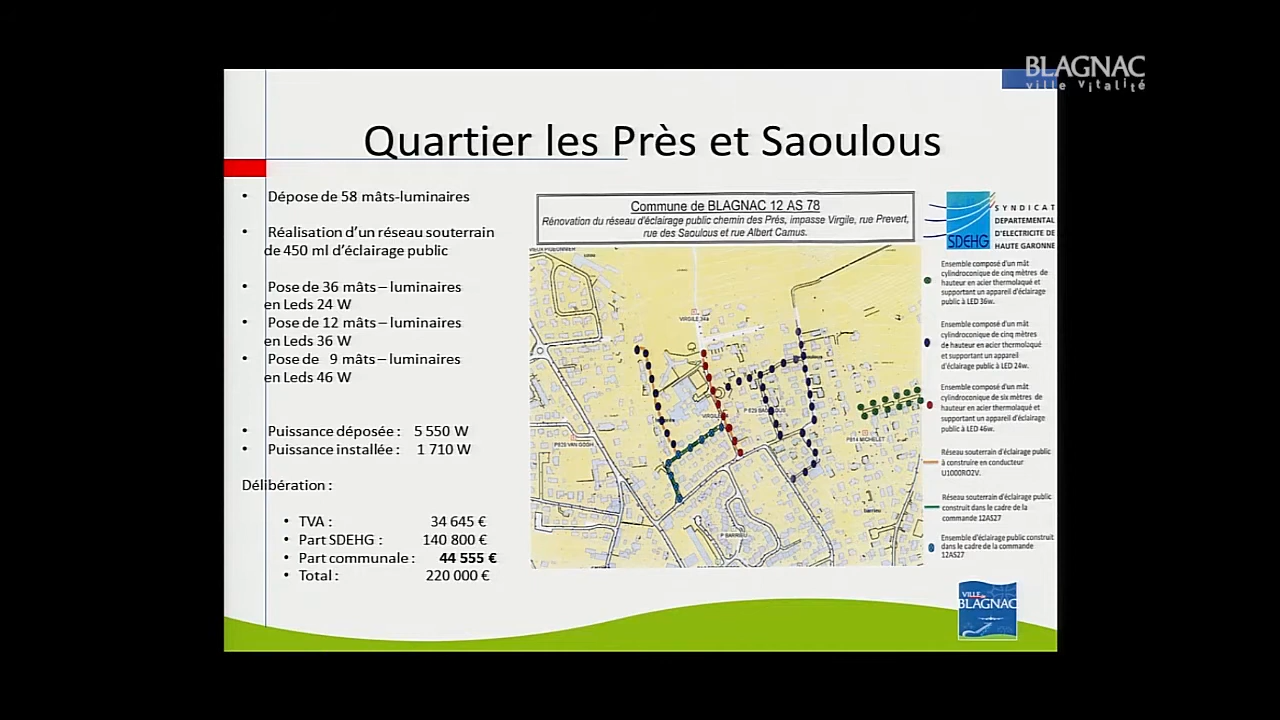 BLAGNAC
ville vitalité
Quartier les Près et Saoulous
• Dépose de 58 mâts-luminaires
• Réalisation d'un réseau souterrain
de 450 ml d'éclairage public
• Pose de 36 mâts – luminaires
en Leds 24 W
• Pose de 12 mâts – luminaires
en Leds 36 W
• Pose de 9 mâts – luminaires
en Leds 46 W
• Puissance déposée : 5 550 W
• Puissance installée : 1 710 W
Délibération :
• TVA : 34 645 €
• Part SDEHG : 140 800 €
• Part communale : 44 555 €
• Total : 220 000 €
Commune de BLAGNAC 12 AS 78
Rénovation du réseau d'éclairage public chemin des Prés, impasse Virgile, rue Prevert,
rue des Saoulous et rue Albert Camus.
VIRGILE
P VAN GOGH
P814 MICHELET
P BARRIEU
SDEHG
SYNDICAT
DEPARTEMENTAL
D'ELECTRICITE DE
HAUTE GARONNE
Ensemble composé d'un mât
cylindroconique de cinq mètres de
hauteur en acier thermolaqué et
supportant un appareil d'éclairage
public à LED 36w.
Ensemble composé d'un mât
cylindroconique de cinq mètres
de hauteur en acier thermolaqué
et supportant un appareil
d'éclairage public à LED 24w.
Ensemble composé d'un mât
cylindroconique de six mètres de
hauteur en acier thermolaqué et
supportant un appareil d'éclairage
public à LED 46w.
Réseau souterrain d'éclairage public
à construire en conducteur
U1000RO2V.
Réseau souterrain d'éclairage public
construit dans le cadre de la
commande 12AS27
Ensemble d'éclairage public construit
dans le cadre de la commande
12AS27
VILLE de
BLAGNAC